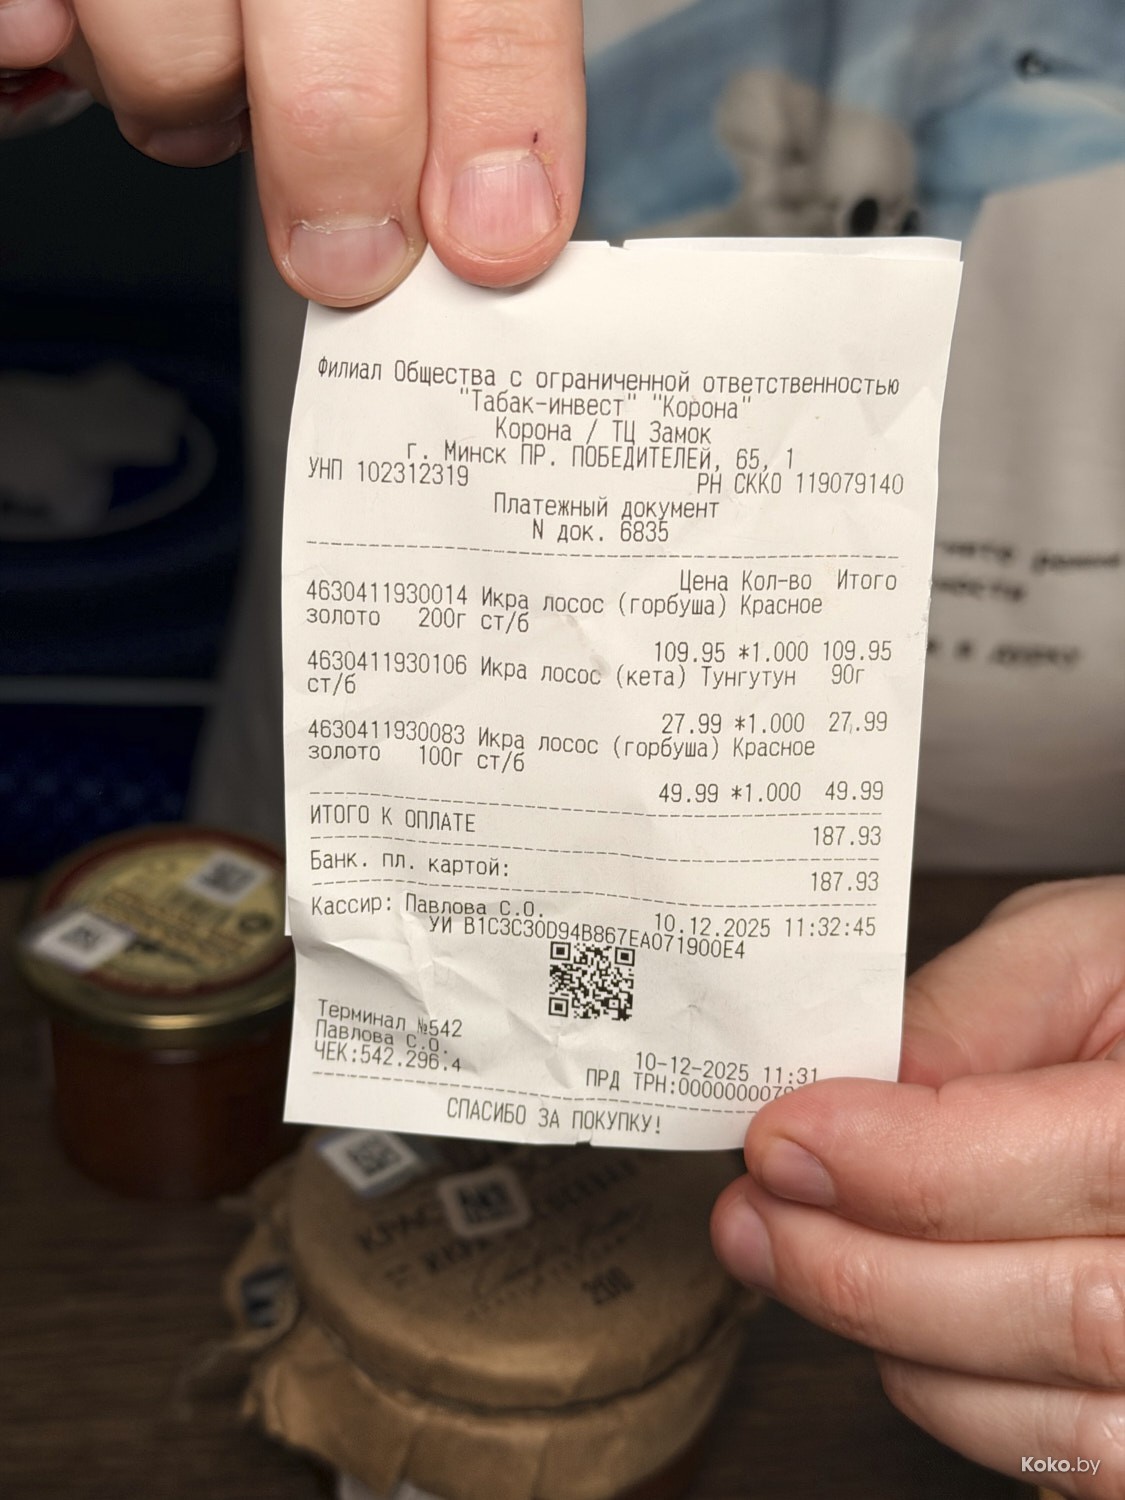 Филиал Общества с ограниченной ответственностью
"Табак-инвест" "Корона"
Корона / ТЦ Замок
г. Минск ПР. ПОБЕДИТЕЛЕЙ, 65, 1
УНП 102312319 РН СККО 119079140
Платежный документ
N док. 6835
Цена Кол-во Итого
4630411930014 Икра лосос (горбуша) Красное
золото 200г ст/б
109.95 *1.000 109.95
4630411930106 Икра лосос (кета) Тунгутун 90г
ст/б
27.99 *1.000 27.99
4630411930083 Икра лосос (горбуша) Красное
золото 100г ст/б
49.99 *1.000 49.99
ИТОГО К ОПЛАТЕ 187.93
Банк. пл. картой: 187.93
Кассир: Павлова С.О. 10.12.2025 11:32:45
УИ B1C3C30D94B867EA071900E4
Терминал №542
Павлова С.О. 10-12-2025 11:31
ЧЕК:542.296.4 ПРД ТРН:
СПАСИБО ЗА ПОКУПКУ!
200
Koko.by